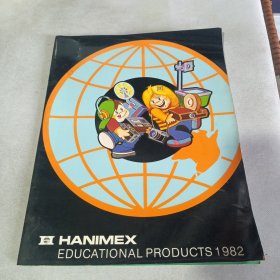 HANIMEX
EDUCATIONAL PRODUCTS 1982